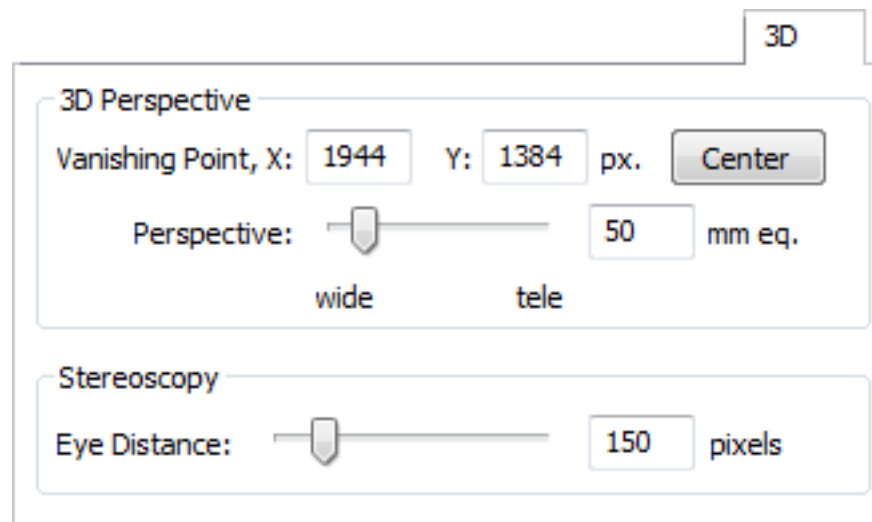 3D
3D Perspective
Vanishing Point, X: 1944 Y: 1384 px. Center
Perspective: 50 mm eq.
wide tele
Stereoscopy
Eye Distance: 150 pixels